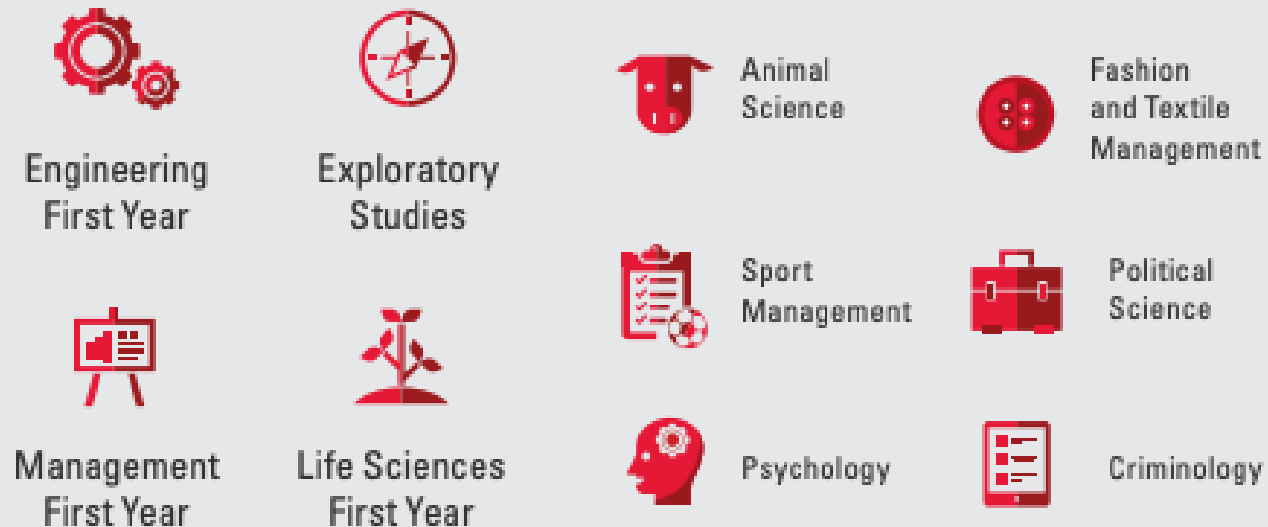 Engineering
First Year
Exploratory
Studies
Management
First Year
Life Sciences
First Year
Animal
Science
Fashion
and Textile
Management
Sport
Management
Political
Science
Psychology
Criminology